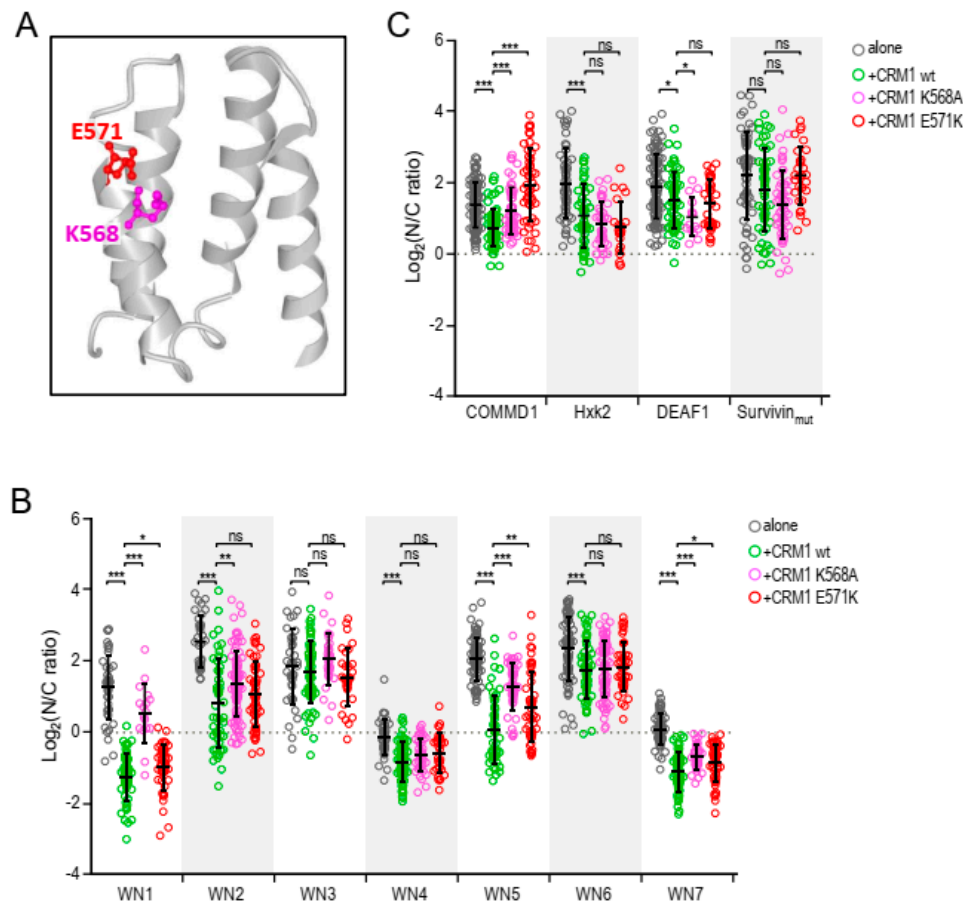 A
E571
K568
C
6
4
2
0
-2
-4
Log2(N/C ratio)
*** *** ***
*** ns ns
* * ns
ns ns ns
COMMD1 Hxk2 DEAF1 Survivinmut
alone
+CRM1 wt
+CRM1 K568A
+CRM1 E571K
B
6
4
2
0
-2
-4
Log2(N/C ratio)
*** *** *
*** ** ns
ns ns ns
*** ns ns
*** *** **
*** ns ns
*** *** *
WN1 WN2 WN3 WN4 WN5 WN6 WN7
alone
+CRM1 wt
+CRM1 K568A
+CRM1 E571K